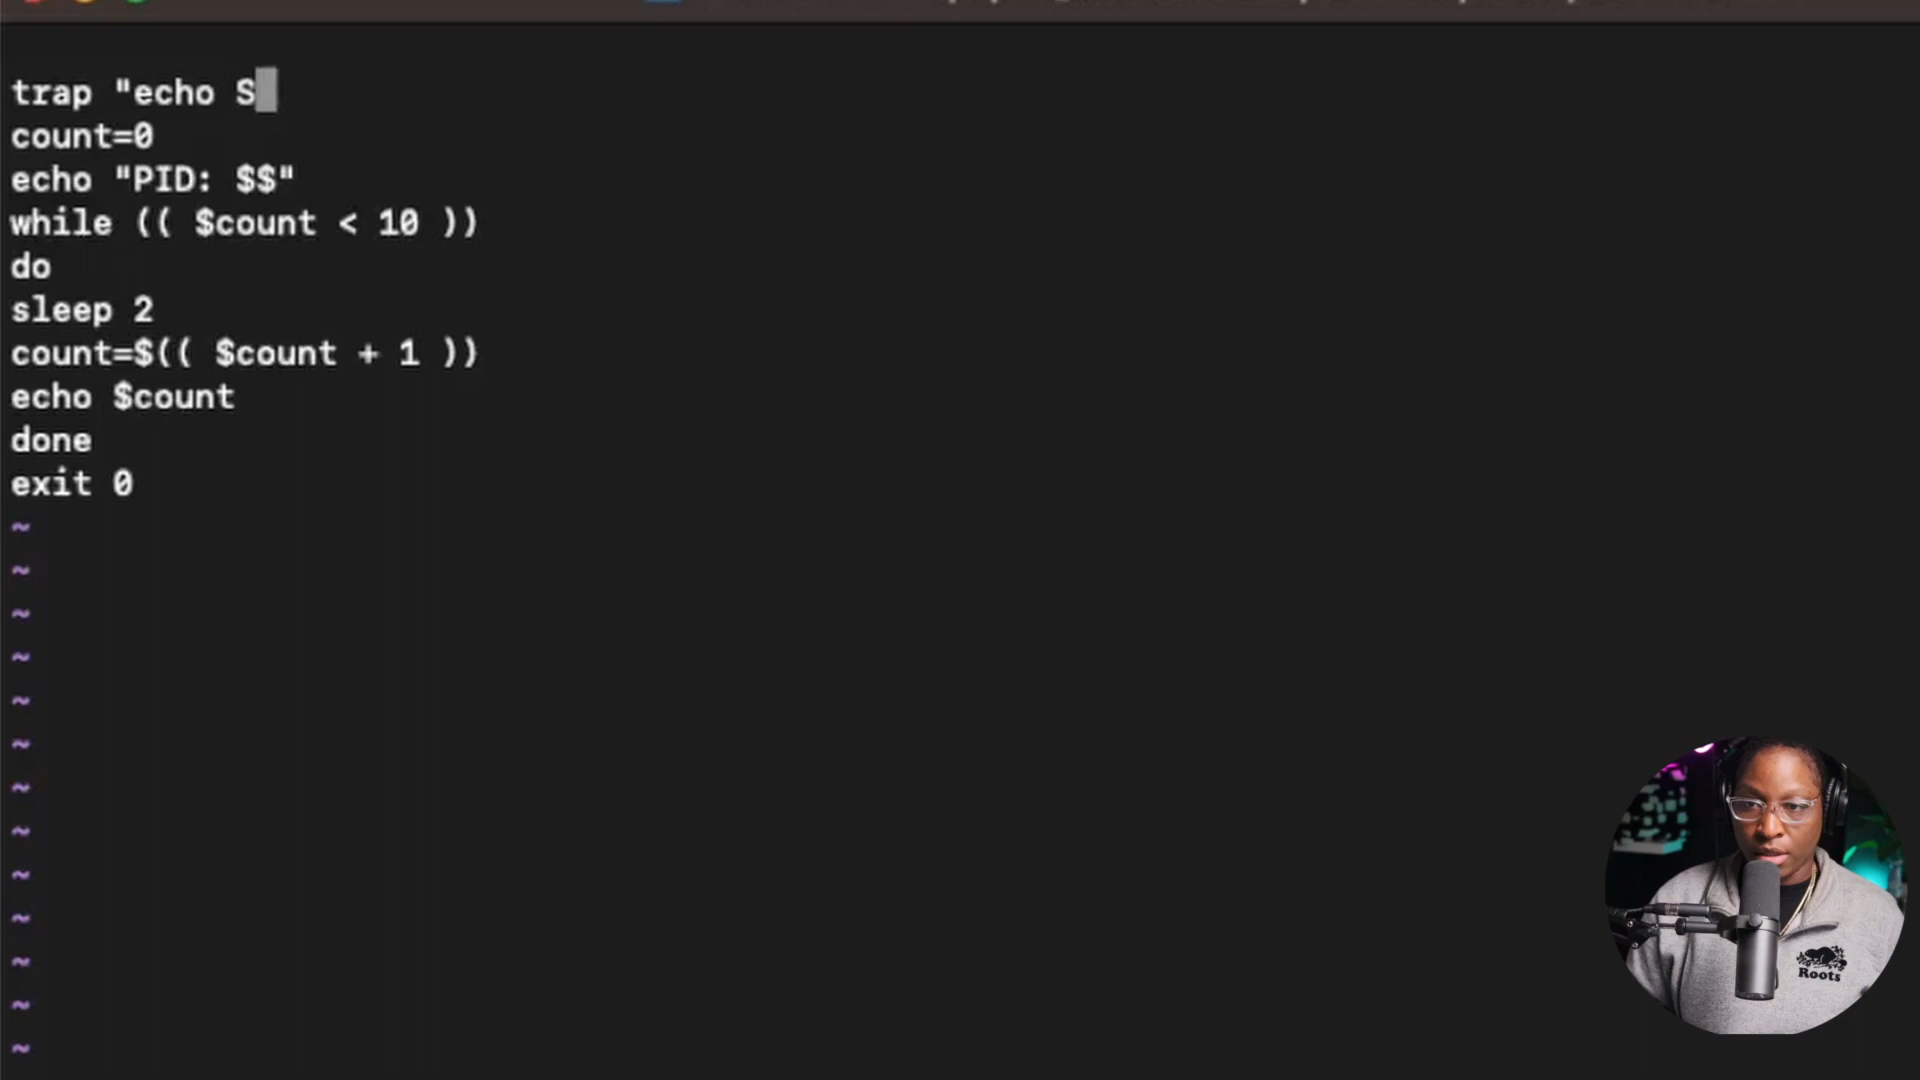 trap "echo S
count=0
echo "PID: $$"
while (( $count < 10 ))
do
sleep 2
count=$(( $count + 1 ))
echo $count
done
exit 0
~
~
~
~
~
~
~
~
~
~
~
~
~
Roots